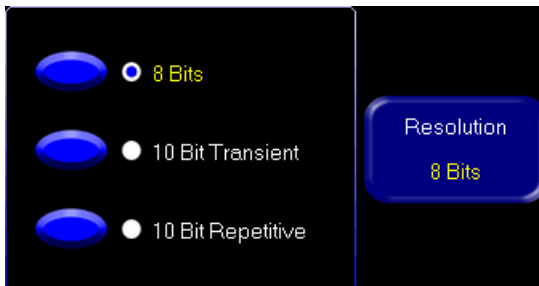 8 Bits
10 Bit Transient
10 Bit Repetitive
Resolution
8 Bits